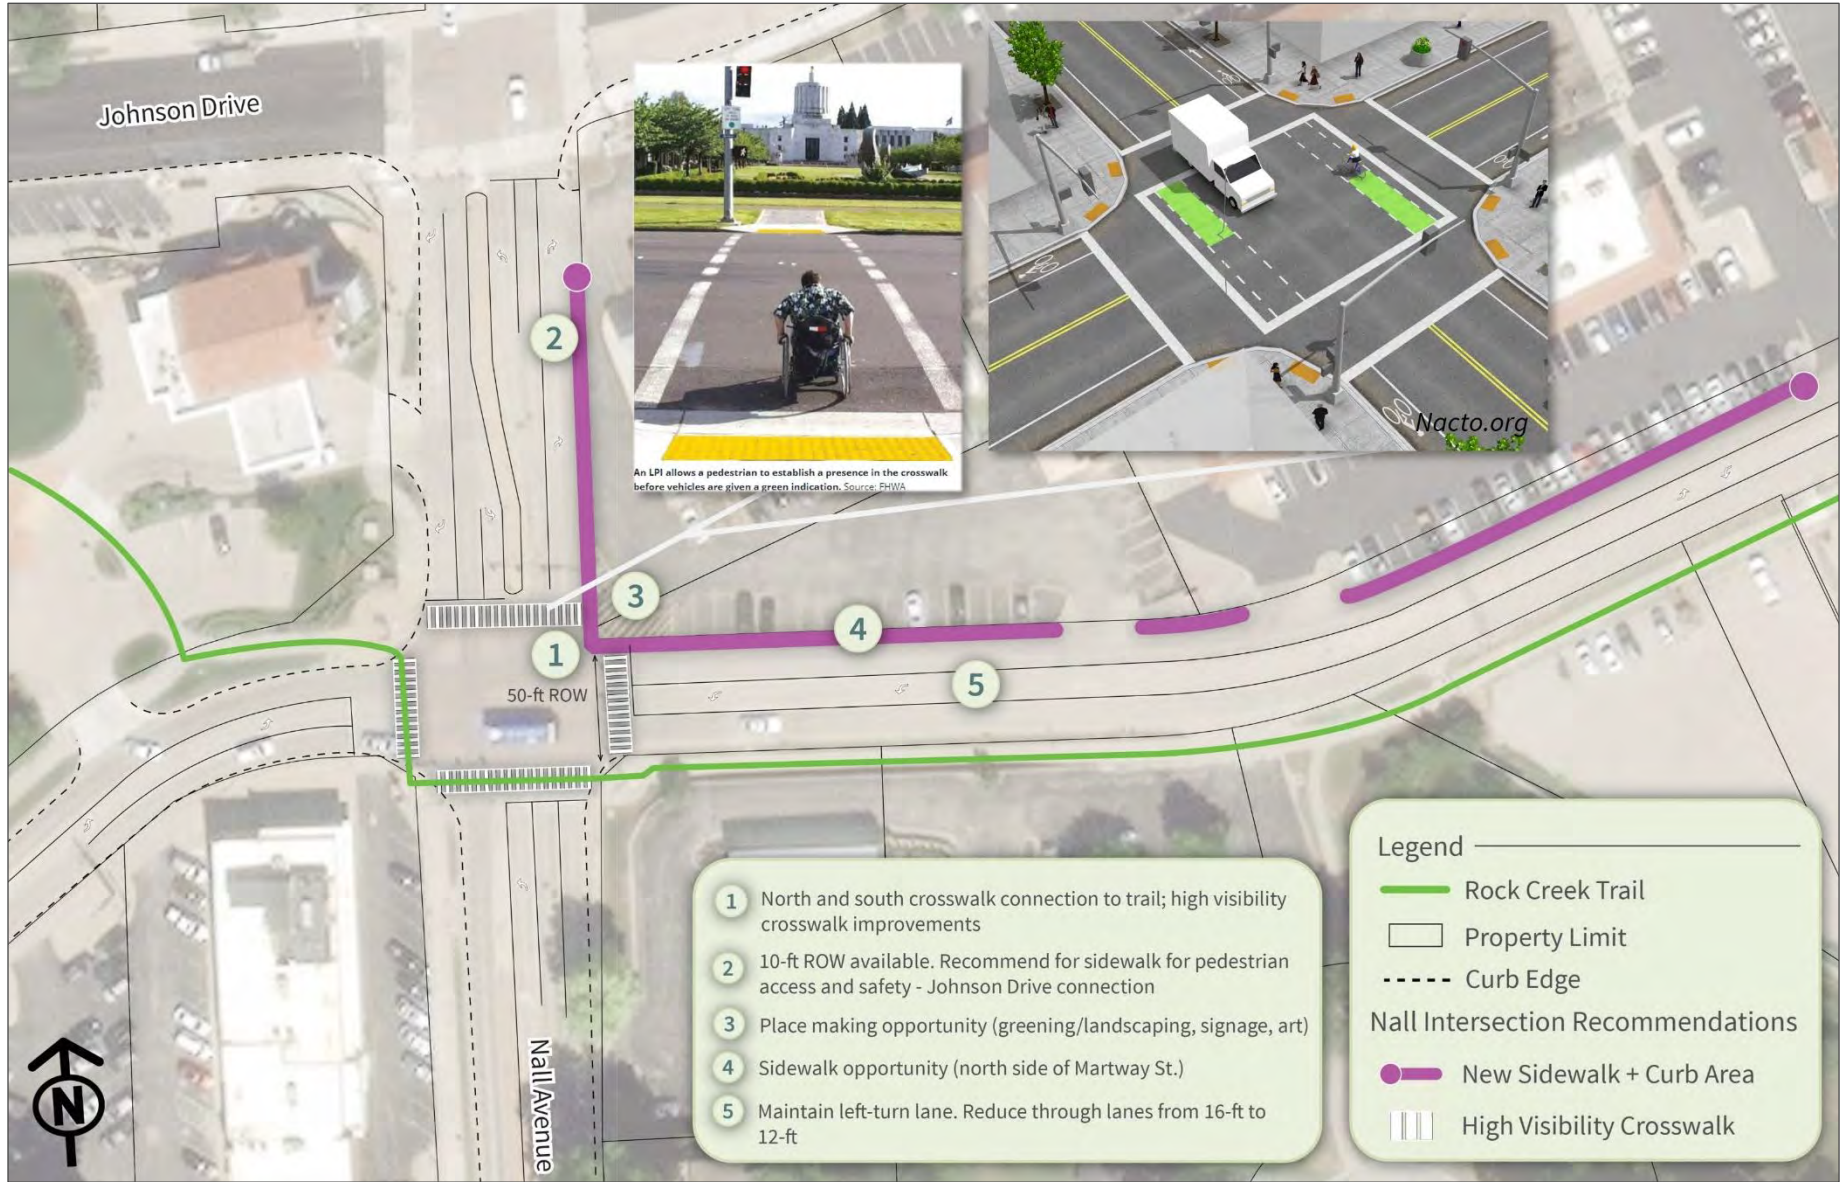 Johnson Drive
An LPI allows a pedestrian to establish a presence in the crosswalk
before vehicles are given a green indication. Source: FHWA
Nacto.org
2
3
1
4
50-ft ROW
5
Nall Avenue
N
1 North and south crosswalk connection to trail; high visibility
crosswalk improvements
2 10-ft ROW available. Recommend for sidewalk for pedestrian
access and safety - Johnson Drive connection
3 Place making opportunity (greening/landscaping, signage, art)
4 Sidewalk opportunity (north side of Martway St.)
5 Maintain left-turn lane. Reduce through lanes from 16-ft to
12-ft
Legend
Rock Creek Trail
Property Limit
Curb Edge
Nall Intersection Recommendations
New Sidewalk + Curb Area
High Visibility Crosswalk